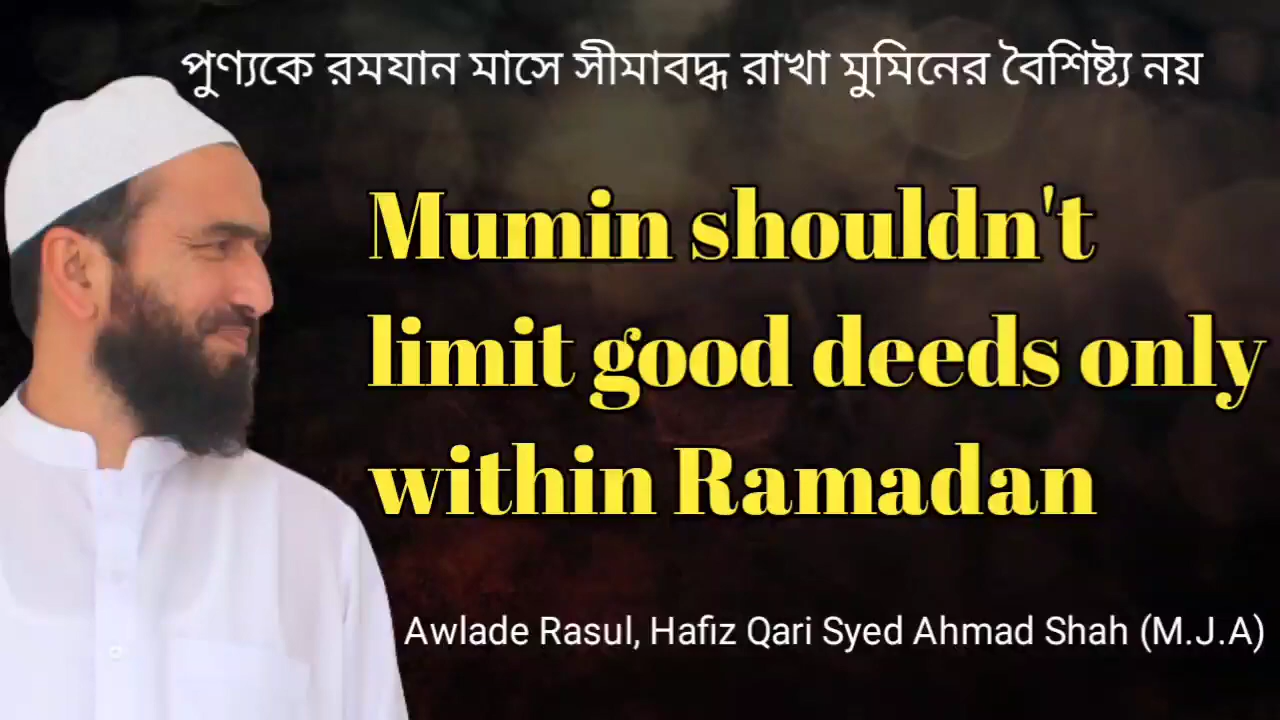 পুণ্যকে রমযান মাসে সীমাবদ্ধ রাখা মুমিনের বৈশিষ্ট্য নয়
Mumin shouldn't
limit good deeds only
within Ramadan
Awlade Rasul, Hafiz Qari Syed Ahmad Shah (M.J.A)